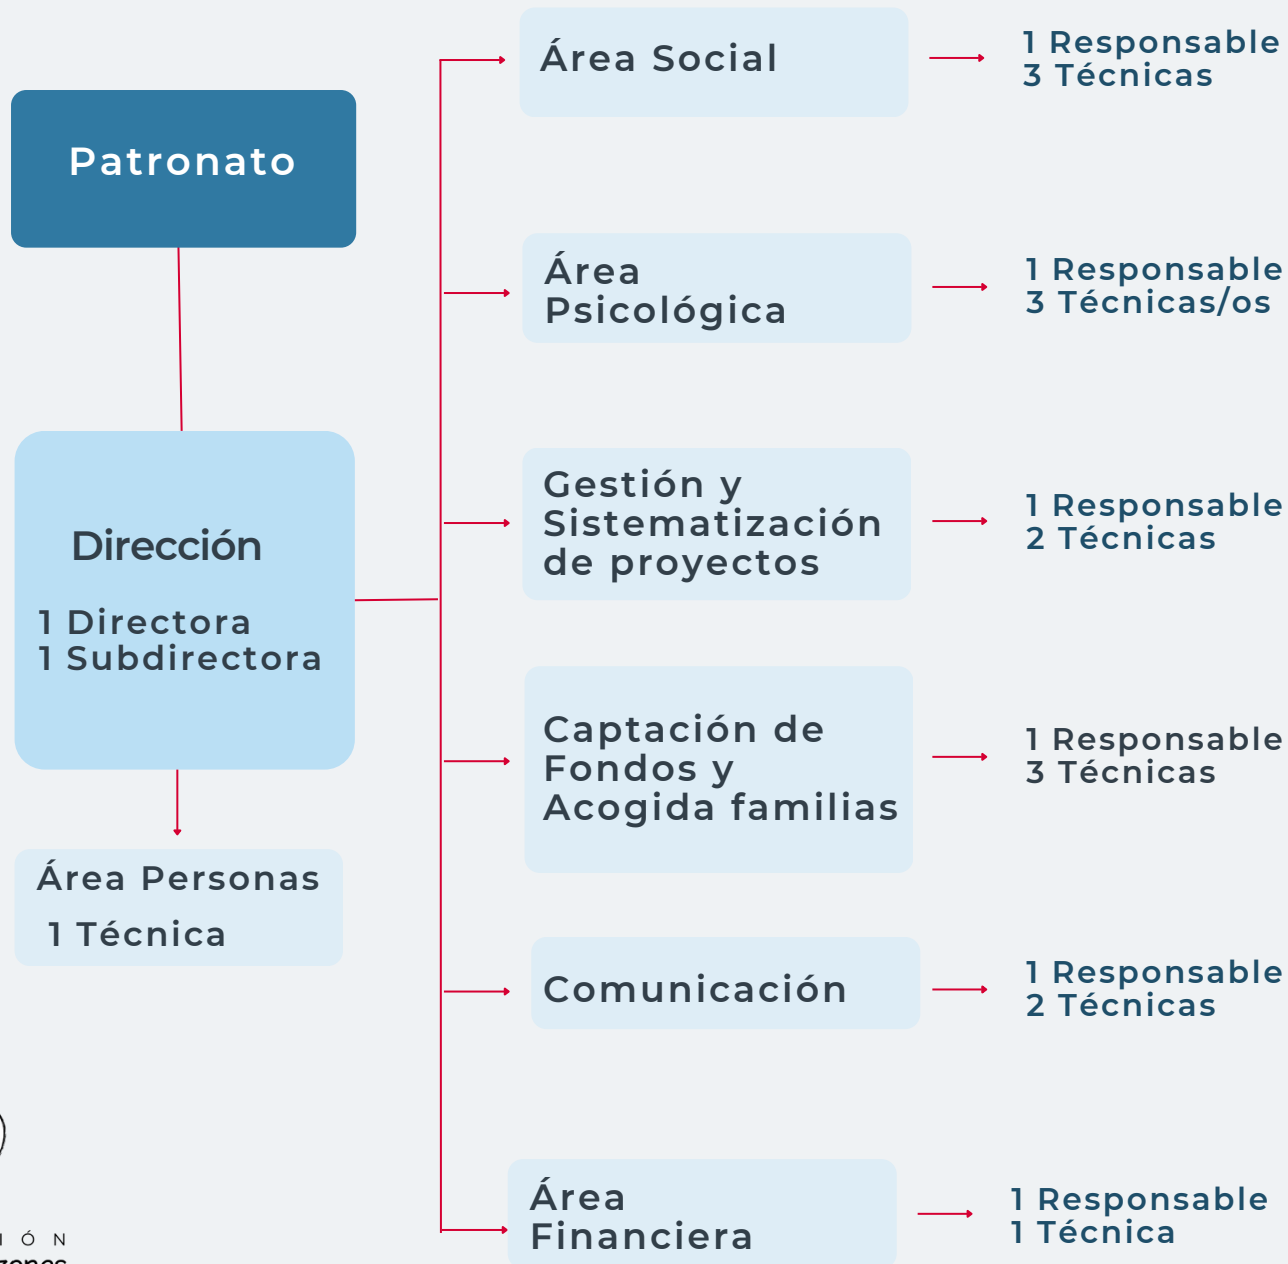 Patronato
Dirección
1 Directora
1 Subdirectora
Área Personas
1 Técnica
Área Social
1 Responsable
3 Técnicas
Área
Psicológica
1 Responsable
3 Técnicas/os
Gestión y
Sistematización
de proyectos
1 Responsable
2 Técnicas
Captación de
Fondos y
Acogida familias
1 Responsable
3 Técnicas
Comunicación
1 Responsable
2 Técnicas
Área
Financiera
1 Responsable
1 Técnica